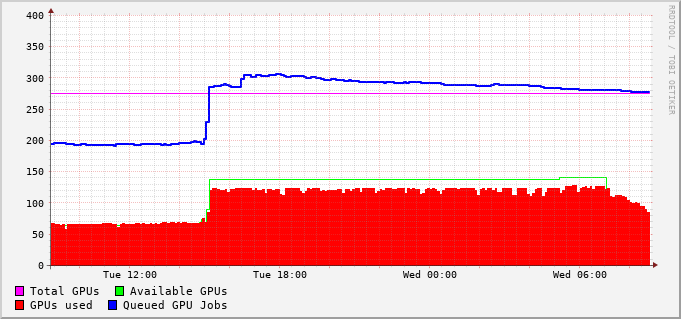 400
350
300
250
200
150
100
50
0
Tue 12:00 Tue 18:00 Wed 00:00 Wed 06:00
Total GPUs Available GPUs
GPUs used Queued GPU Jobs
RRDTOOL / TOBI OETIKER